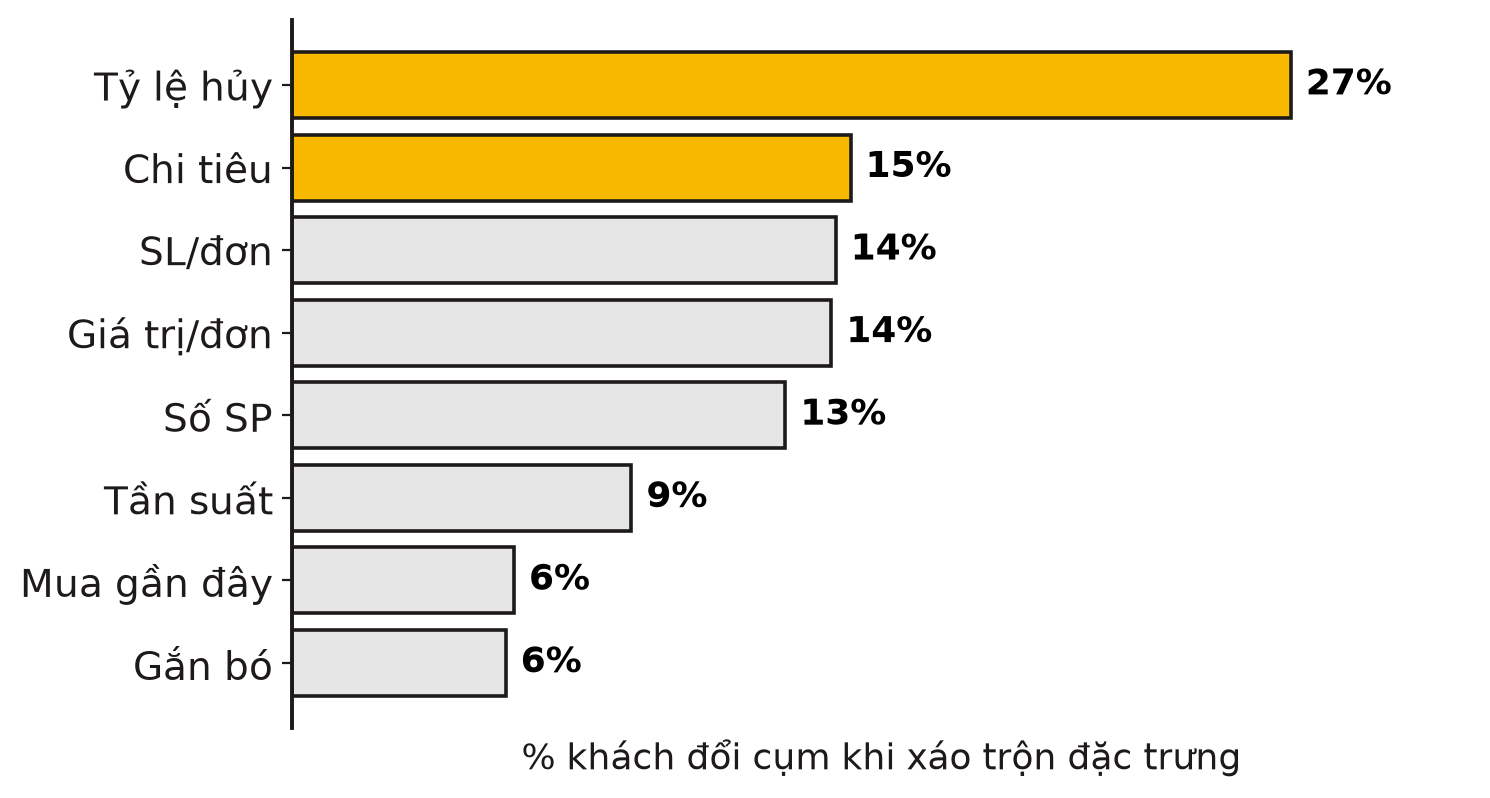 Tỷ lệ hủy 27%
Chi tiêu 15%
SL/đơn 14%
Giá trị/đơn 14%
Số SP 13%
Tần suất 9%
Mua gần đây 6%
Gắn bó 6%
% khách đổi cụm khi xáo trộn đặc trưng